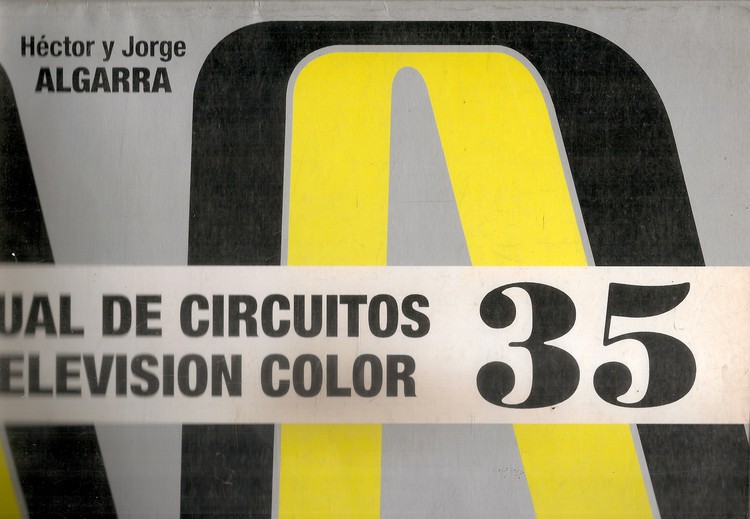 Héctor y Jorge
ALGARRA
UAL DE CIRCUITOS
ELEVISION COLOR
35